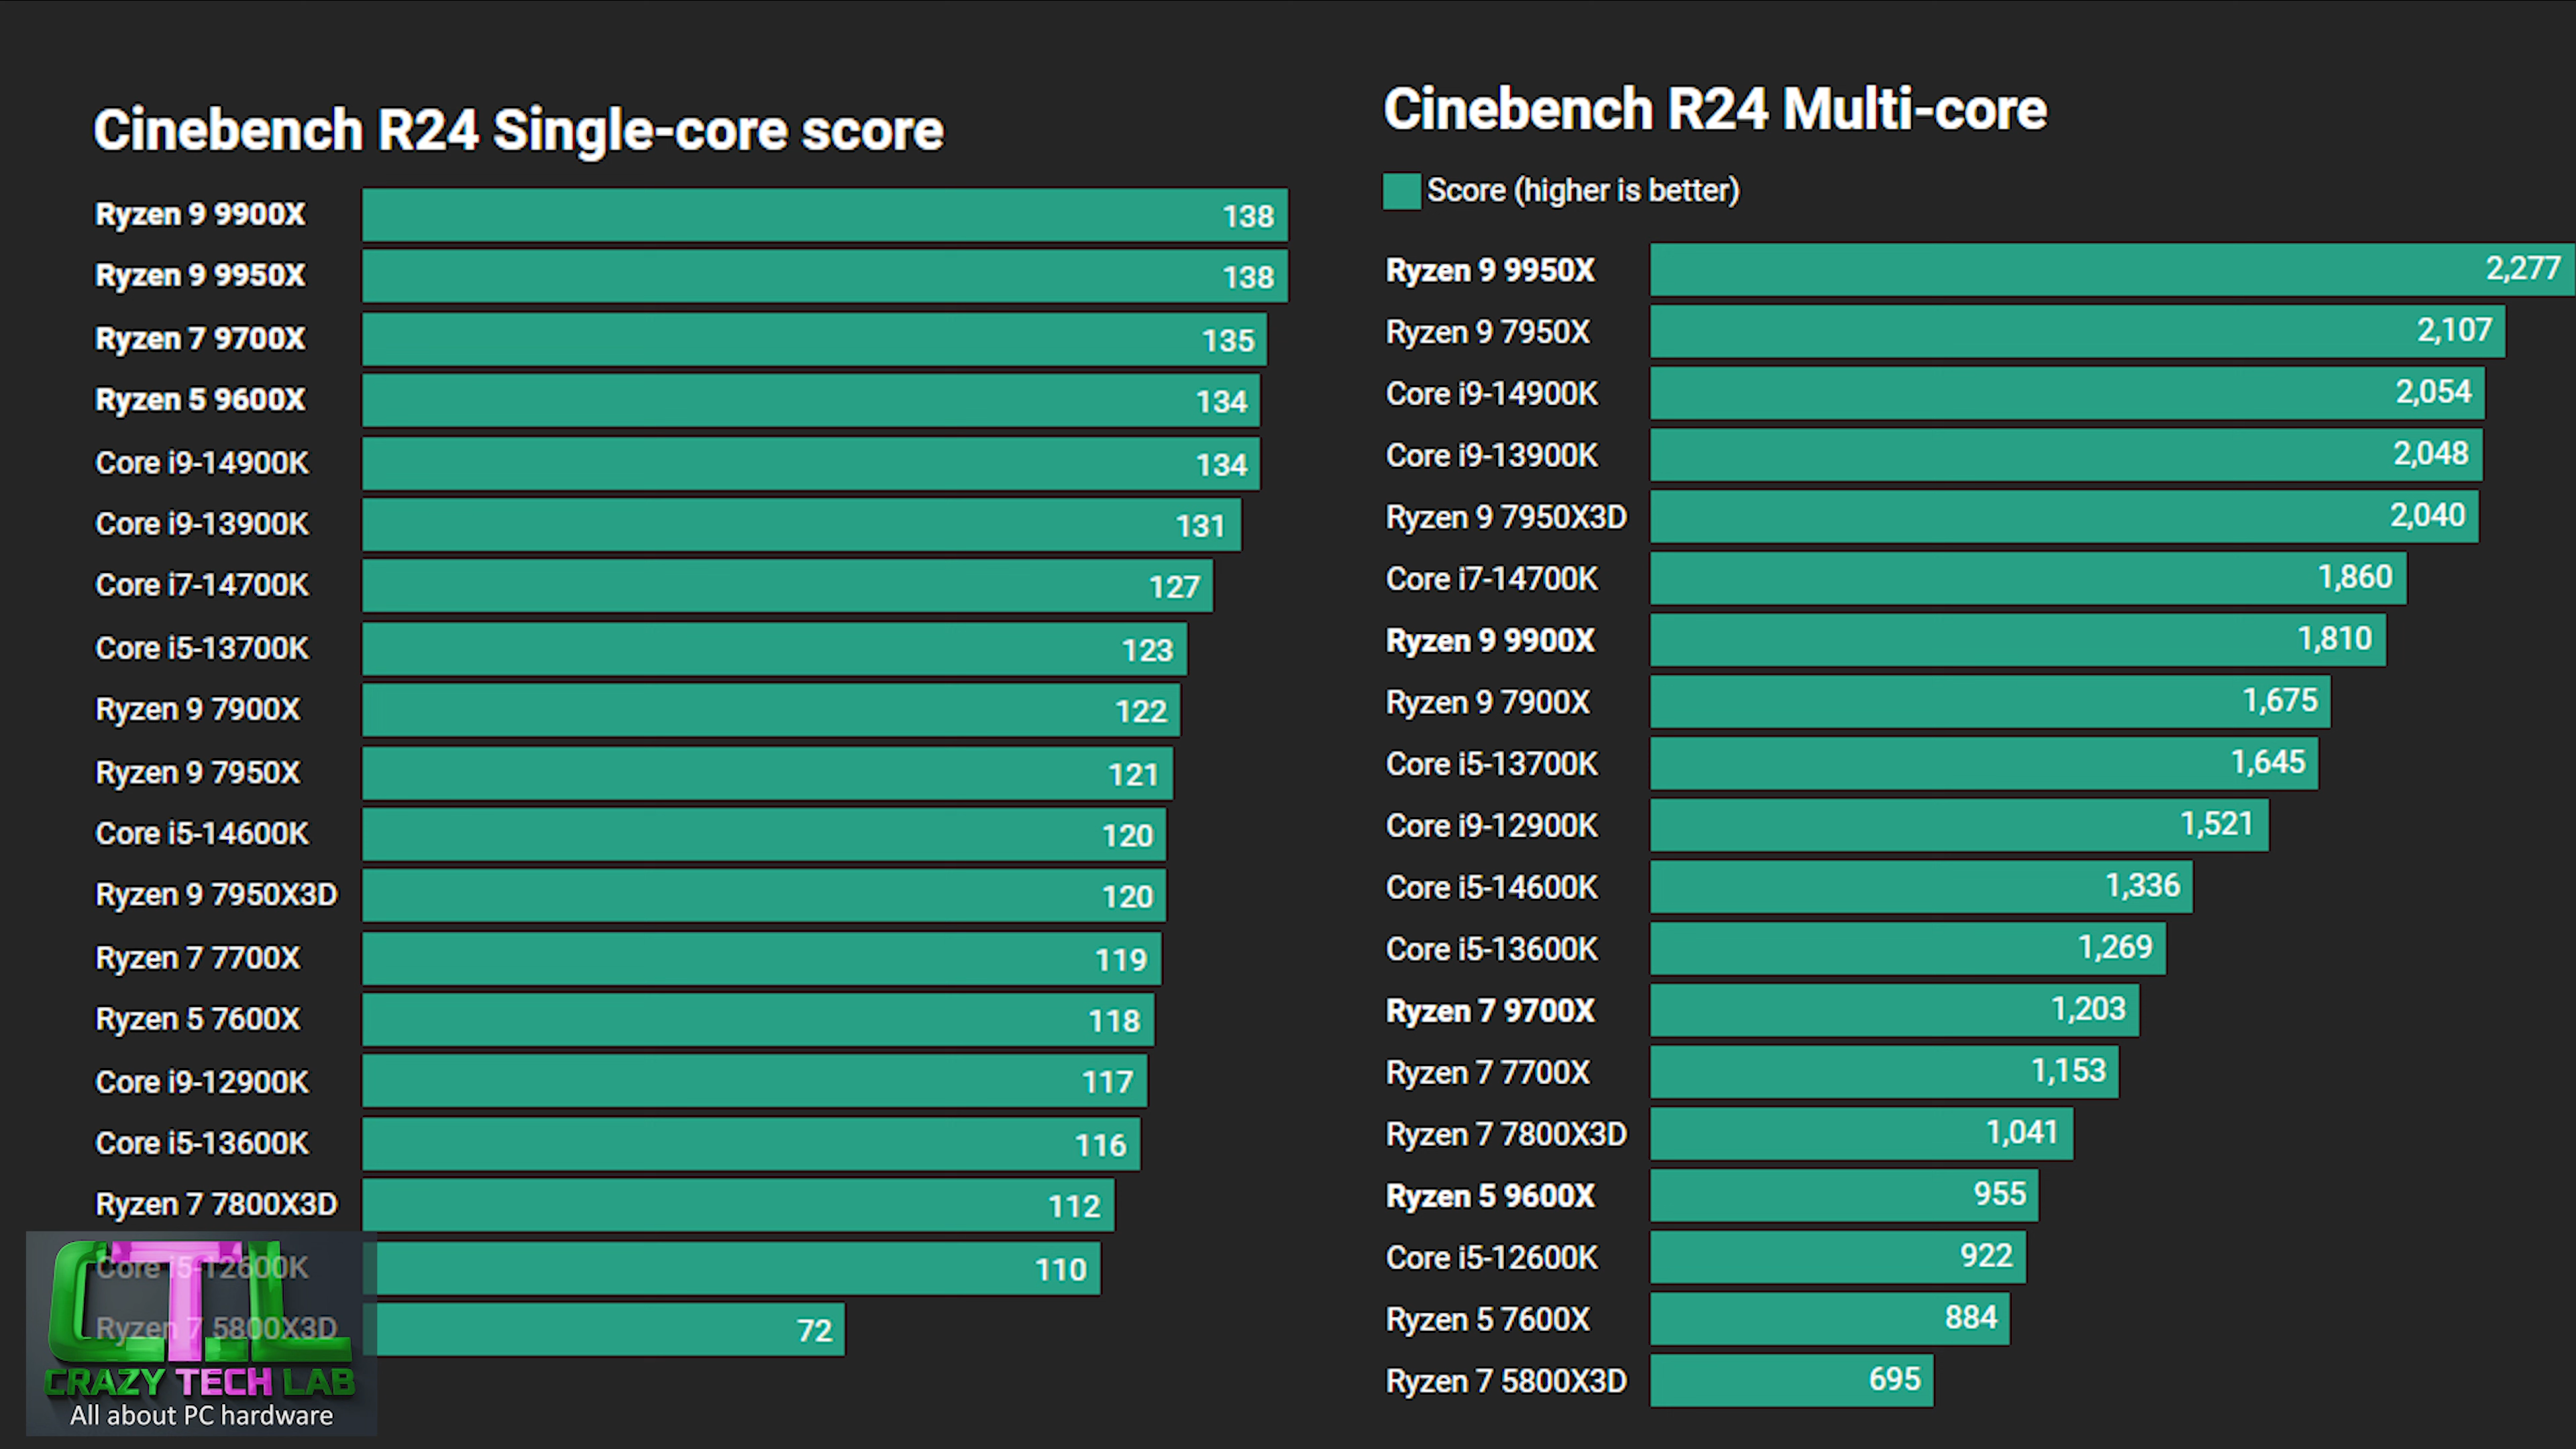 Cinebench R24 Single-core score
Ryzen 9 9900X 138
Ryzen 9 9950X 138
Ryzen 7 9700X 135
Ryzen 5 9600X 134
Core i9-14900K 134
Core i9-13900K 131
Core i7-14700K 127
Core i5-13700K 123
Ryzen 9 7900X 122
Ryzen 9 7950X 121
Core i5-14600K 120
Ryzen 9 7950X3D 120
Ryzen 7 7700X 119
Ryzen 5 7600X 118
Core i9-12900K 117
Core i5-13600K 116
Ryzen 7 7800X3D 112
Core i5-12600K 110
Ryzen 7 5800X3D 72
CTL
CRAZY TECH LAB
All about PC hardware
Cinebench R24 Multi-core
Score (higher is better)
Ryzen 9 9950X 2,277
Ryzen 9 7950X 2,107
Core i9-14900K 2,054
Core i9-13900K 2,048
Ryzen 9 7950X3D 2,040
Core i7-14700K 1,860
Ryzen 9 9900X 1,810
Ryzen 9 7900X 1,675
Core i5-13700K 1,645
Core i9-12900K 1,521
Core i5-14600K 1,336
Core i5-13600K 1,269
Ryzen 7 9700X 1,203
Ryzen 7 7700X 1,153
Ryzen 7 7800X3D 1,041
Ryzen 5 9600X 955
Core i5-12600K 922
Ryzen 5 7600X 884
Ryzen 7 5800X3D 695